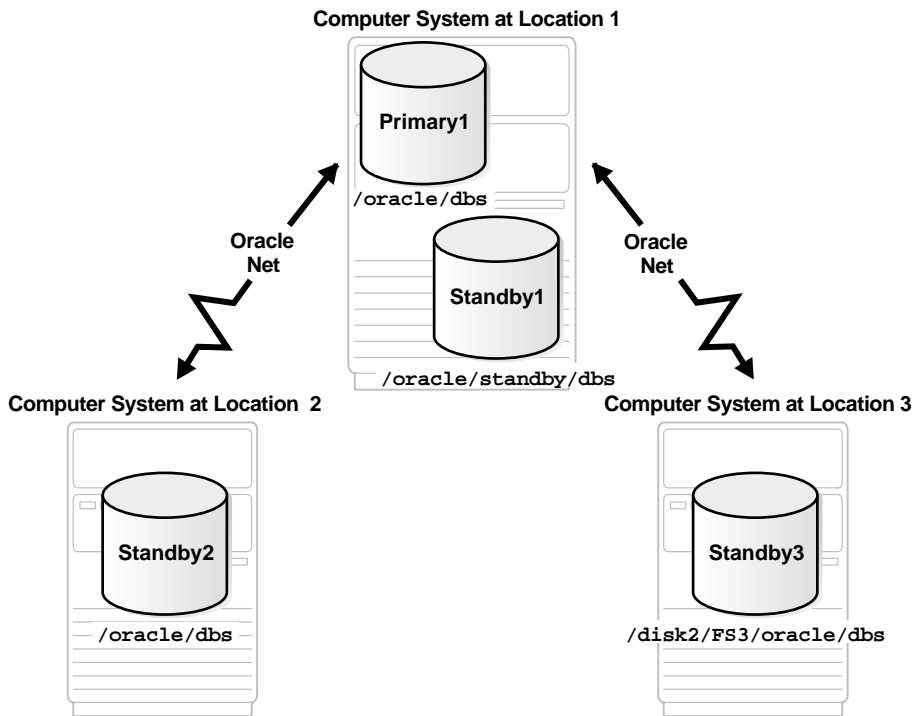 Computer System at Location 1
Primary1
/oracle/dbs
Oracle
Net
Oracle
Net
Standby1
/oracle/standby/dbs
Computer System at Location 2
Computer System at Location 3
Standby2
Standby3
/oracle/dbs
/disk2/FS3/oracle/dbs